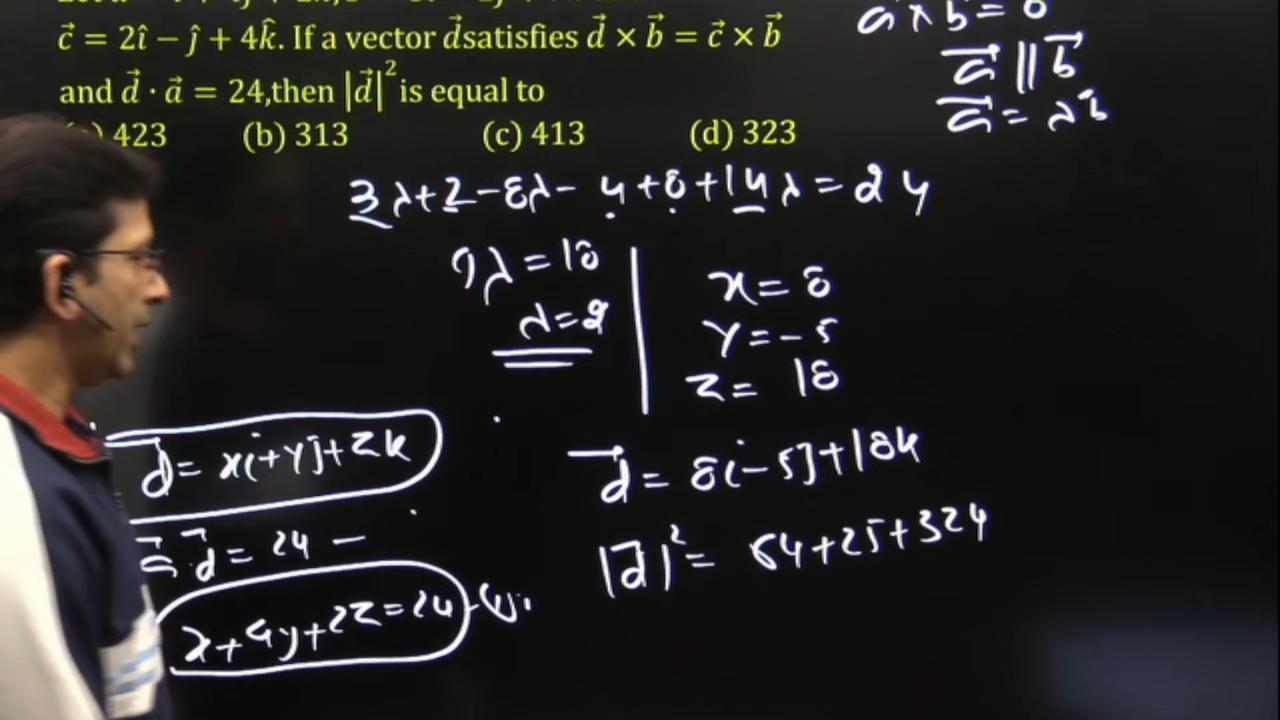 c⃗ = 2î − ĵ + 4k̂. If a vector d⃗satisfies d⃗ × b⃗ = c⃗ × b⃗
and d⃗ · a⃗ = 24,then |d⃗|² is equal to
423 (b) 313 (c) 413 (d) 323
a⃗ × b⃗ = 0
a⃗ || b⃗
a⃗ = λb⃗
3λ+2-8λ-4+8+14λ=24
9λ=18
λ=2
x=8
y=-5
z=18
d⃗=xi+yj+zk
a⃗.d⃗=24-
x+4y+2z=24
d⃗=8i-5j+18k
|d⃗|²=64+25+324